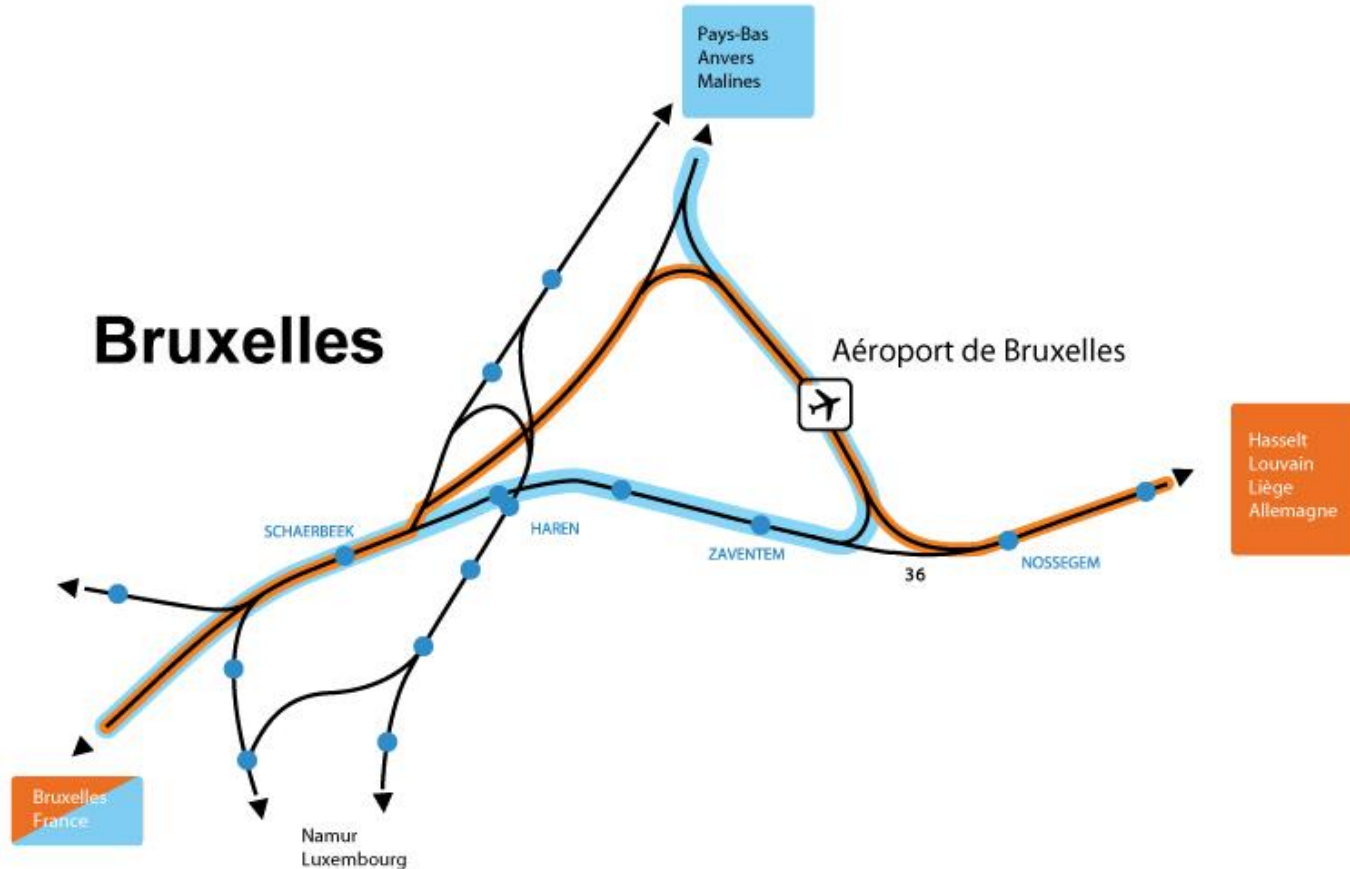 Pays-Bas
Anvers
Malines
Bruxelles
Aéroport de Bruxelles
Hasselt
Louvain
Liège
Allemagne
SCHAERBEEK
HAREN
ZAVENTEM
NOSSEGEM
36
Bruxelles
France
Namur
Luxembourg